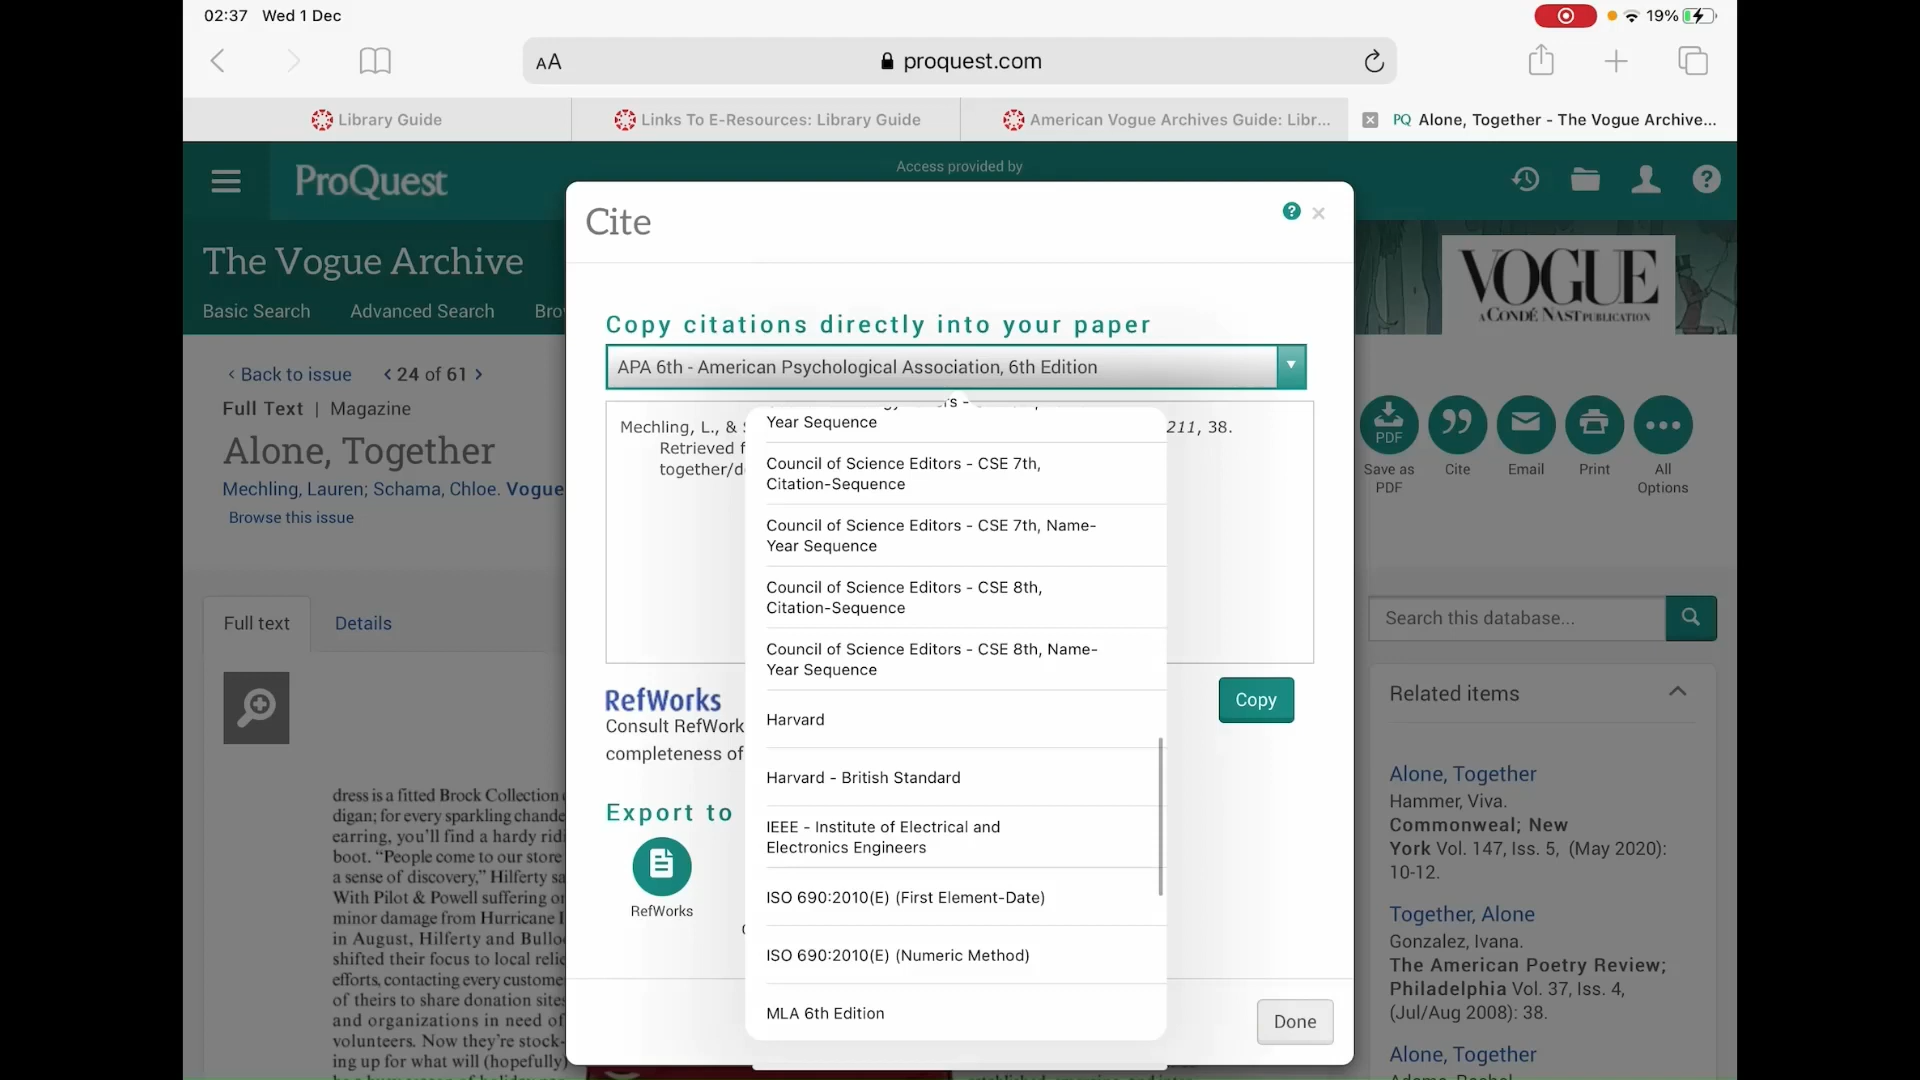 02:37 Wed 1 Dec
19%
AA proquest.com
Library Guide
Links To E-Resources: Library Guide
American Vogue Archives Guide: Libr...
PQ Alone, Together - The Vogue Archive...
ProQuest
Access provided by
The Vogue Archive
Basic Search Advanced Search Bro
VOGUE
A CONDÉ NAST PUBLICATION
Back to issue 24 of 61
Full Text | Magazine
Alone, Together
Mechling, Lauren; Schama, Chloe. Vogue
Browse this issue
PDF
Save as
PDF
Cite
Email
Print
All
Options
Full text Details
dress is a fitted Brock Collection
digan; for every sparkling chande
earring, you'll find a hardy ridi
boot. "People come to our store
a sense of discovery," Hilferty sa
With Pilot & Powell suffering o
minor damage from Hurricane I
in August, Hilferty and Bullo
shifted their focus to local relie
efforts, contacting every custome
of theirs to share donation sites
and organizations in need of
volunteers. Now they're stock-
ing up for what will (hopefully)
Cite
Copy citations directly into your paper
APA 6th - American Psychological Association, 6th Edition
Mechling, L., & 211, 38.
Retrieved f
together/d
Year Sequence
Council of Science Editors - CSE 7th,
Citation-Sequence
Council of Science Editors - CSE 7th, Name-
Year Sequence
Council of Science Editors - CSE 8th,
Citation-Sequence
Council of Science Editors - CSE 8th, Name-
Year Sequence
Harvard
Harvard - British Standard
IEEE - Institute of Electrical and
Electronics Engineers
ISO 690:2010(E) (First Element-Date)
ISO 690:2010(E) (Numeric Method)
MLA 6th Edition
RefWorks
Consult RefWork
completeness of
Copy
Export to
RefWorks
Done
Search this database...
Related items
Alone, Together
Hammer, Viva.
Commonweal; New
York Vol. 147, Iss. 5, (May 2020):
10-12.
Together, Alone
Gonzalez, Ivana.
The American Poetry Review;
Philadelphia Vol. 37, Iss. 4,
(Jul/Aug 2008): 38.
Alone, Together